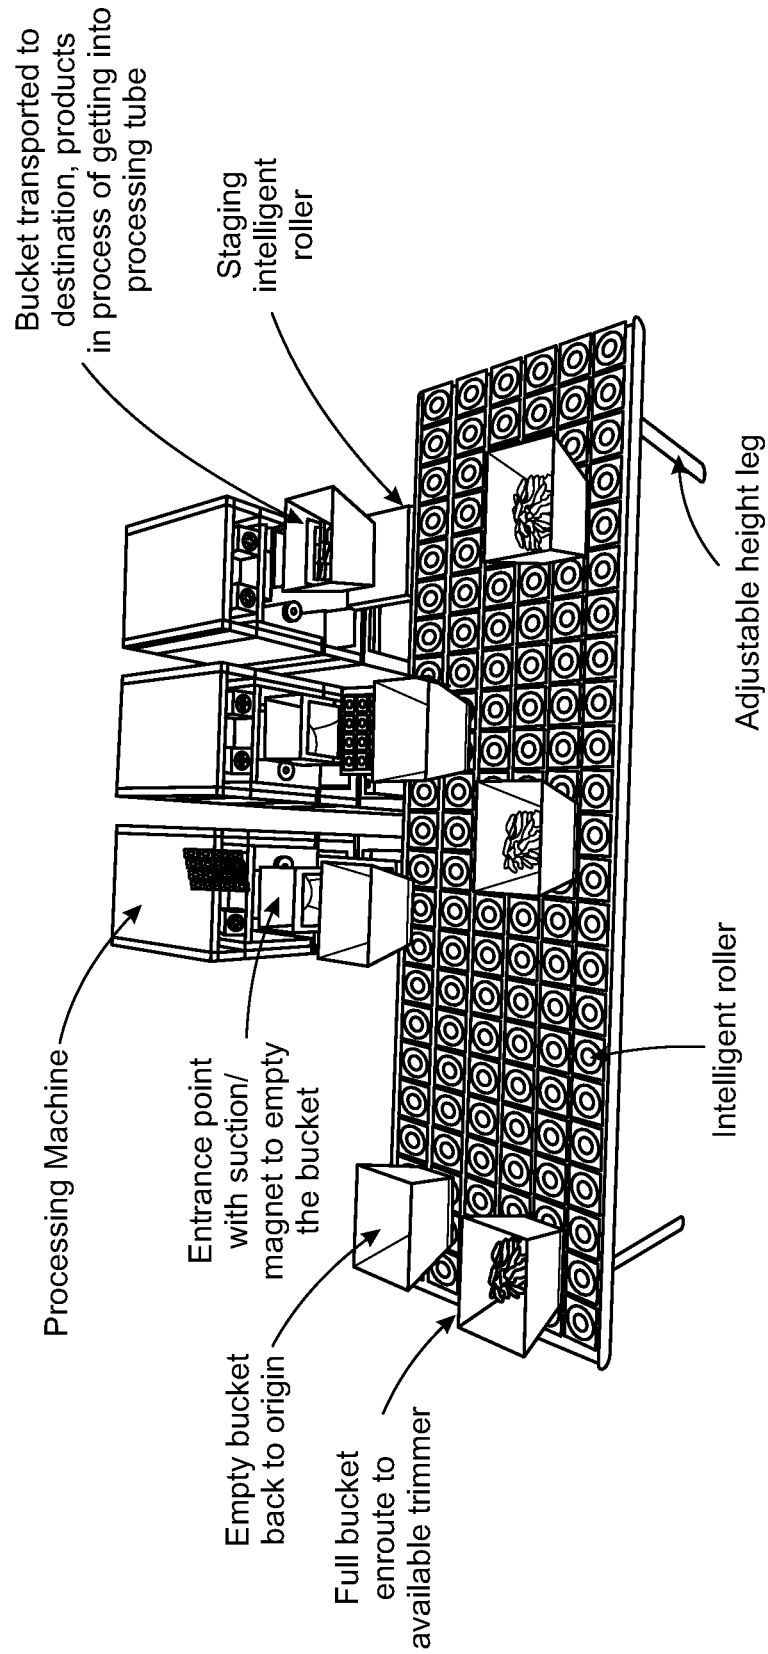 Bucket transported to
destination, products
in process of getting into
processing tube
Staging
intelligent
roller
Processing Machine
Entrance point
with suction/
magnet to empty
the bucket
Empty bucket
back to origin
Full bucket
enroute to
available trimmer
Intelligent roller
Adjustable height leg